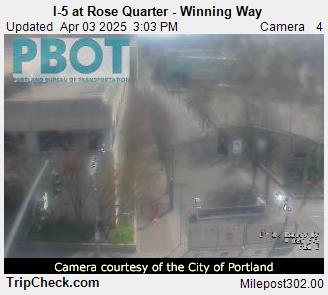 I-5 at Rose Quarter - Winning Way
Updated Apr 03 2025 3:03 PM Camera 4
PBOT
PORTLAND BUREAU OF TRANSPORTATION
Camera courtesy of the City of Portland
TripCheck.com Milepost302.00